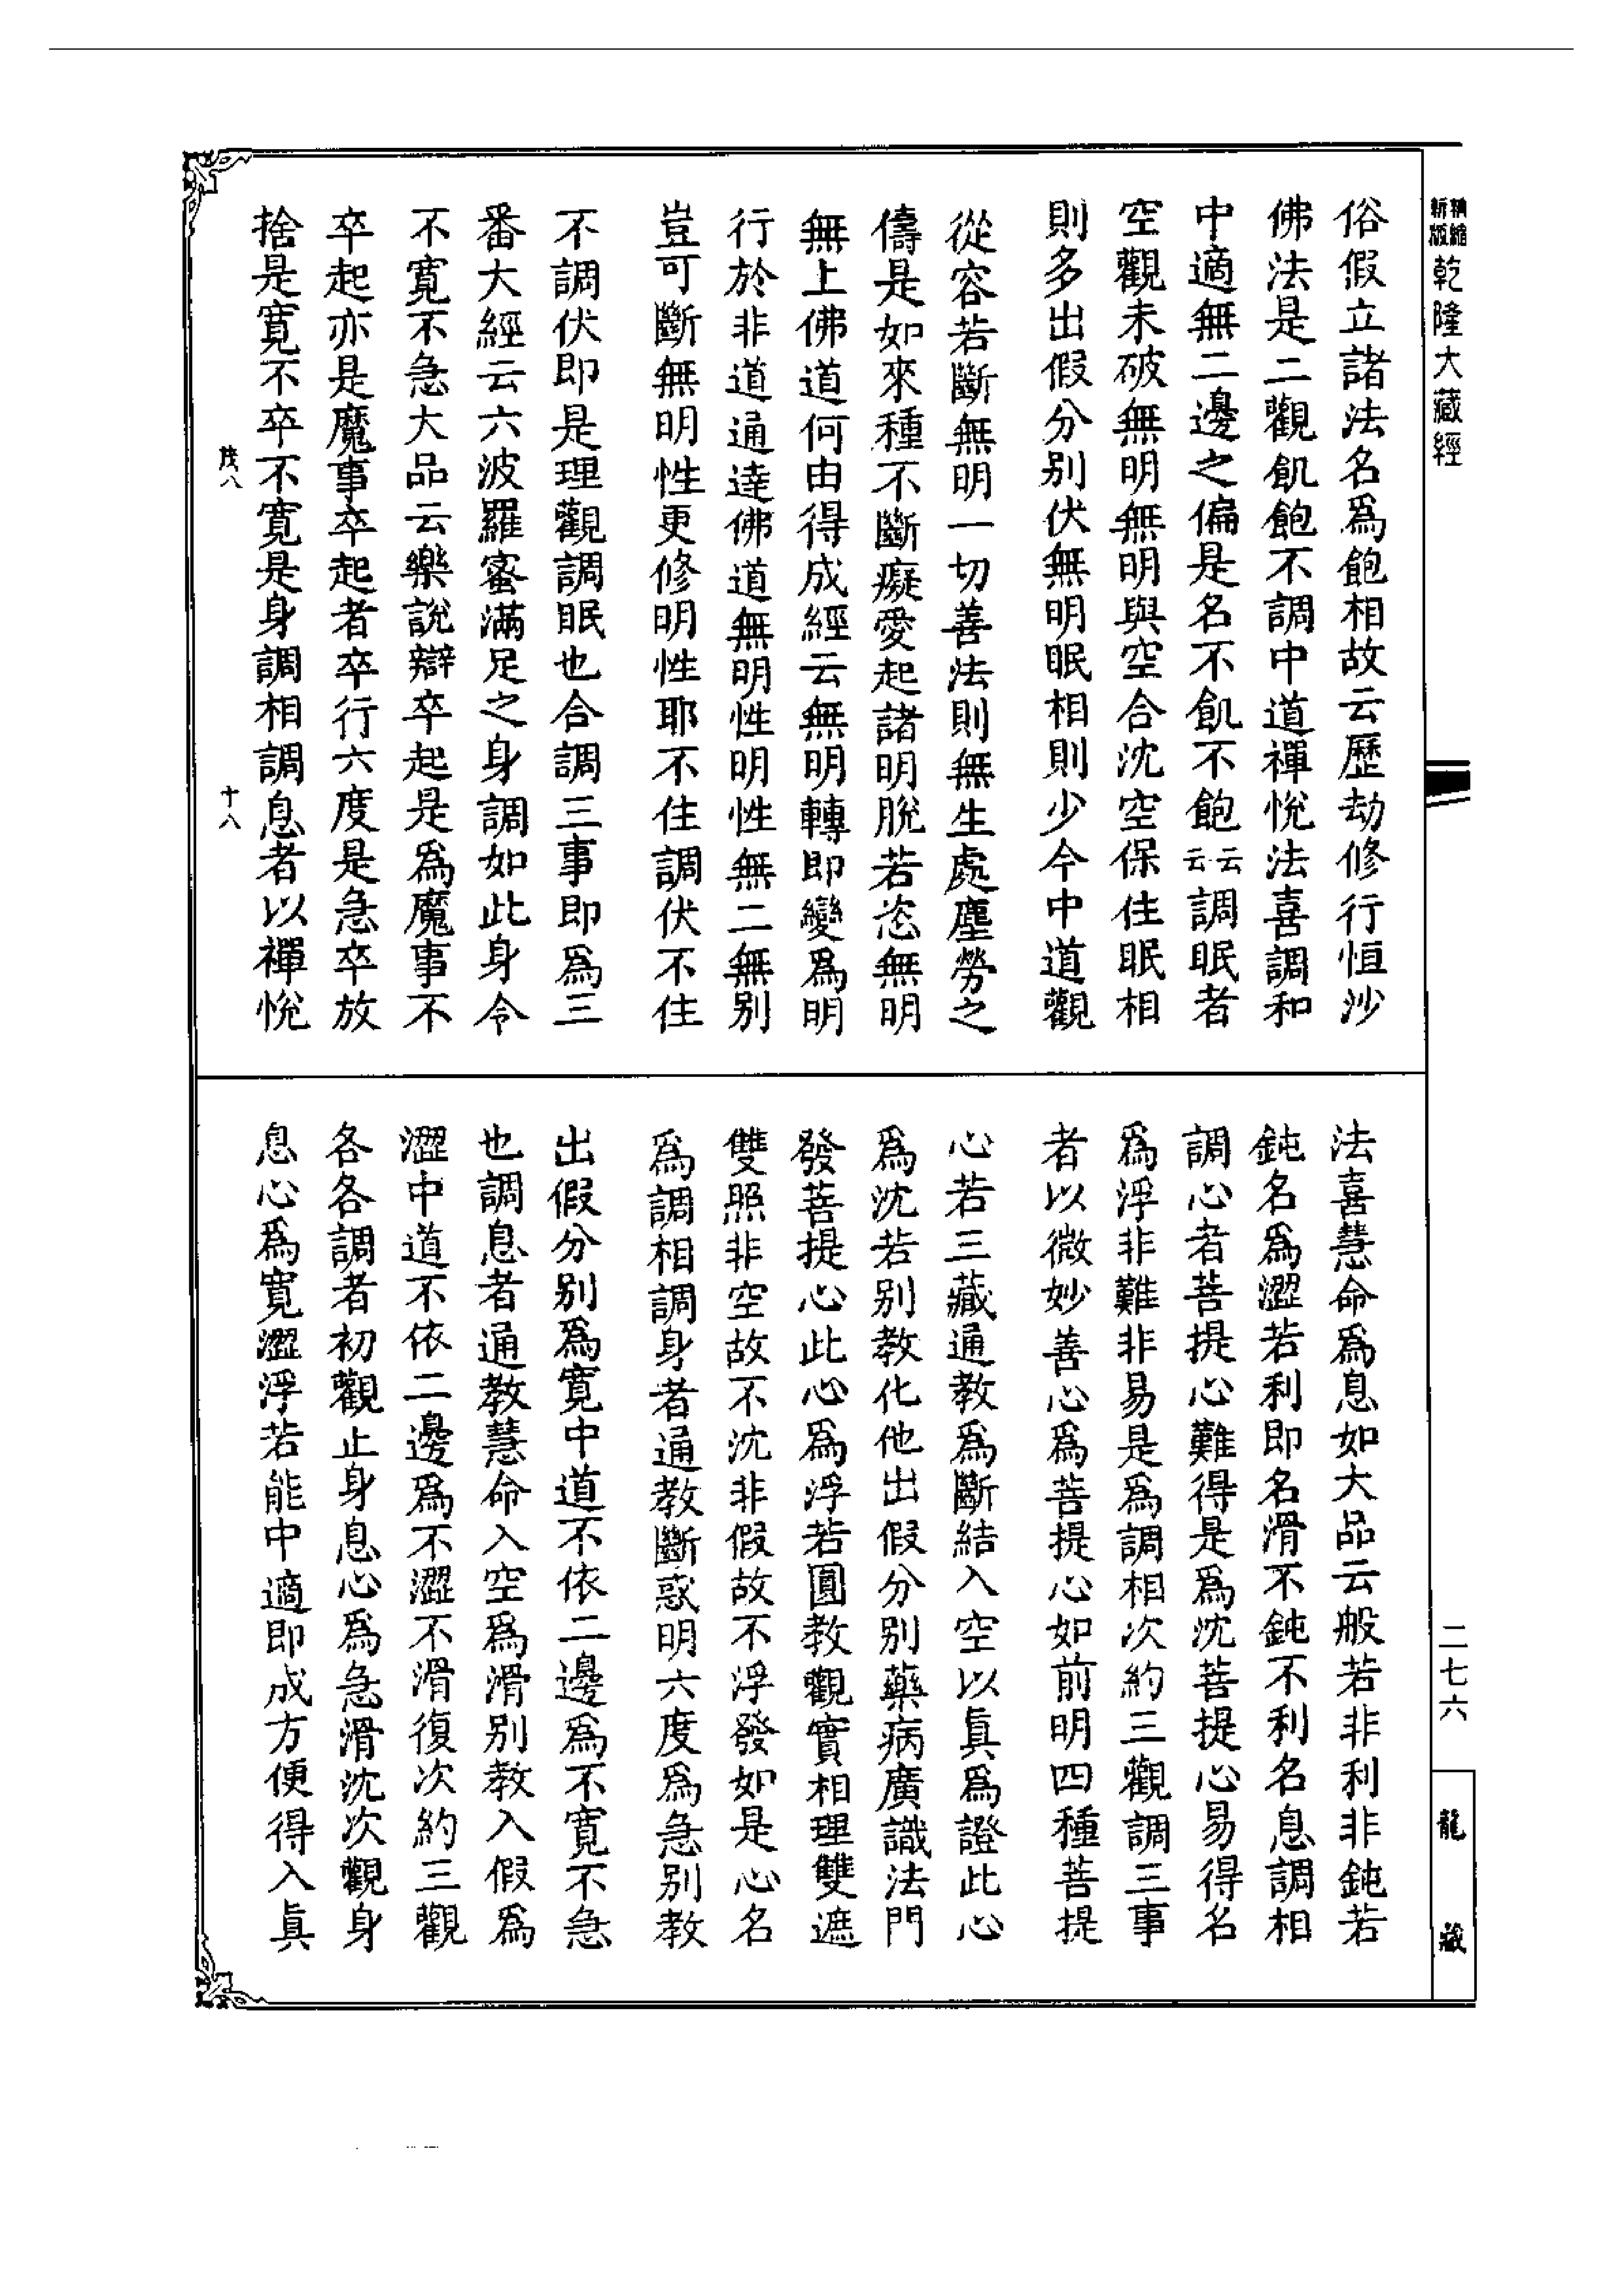 精縮新版乾隆大藏經
俗假立諸法名爲飽相故云歷劫修行恒沙
佛法是二觀飢飽不調中道禪悅法喜調和
中適無二邊之偏是名不飢不飽云云調眠者
空觀未破無明無明與空合沈空保住眠相
則多出假分別伏無明眠相則少今中道觀
從容若斷無明一切善法則無生處塵勞之
儔是如來種不斷癡愛起諸明脫若恣無明
無上佛道何由得成經云無明轉即變爲明
行於非道通達佛道無明性明性無二無別
豈可斷無明性更修明性耶不住調伏不住
不調伏即是理觀調眠也合調三事即爲三
番大經云六波羅蜜滿足之身調如此身令
不寬不急大品云樂說辯卒起是爲魔事不
卒起亦是魔事卒起者卒行六度是急卒放
捨是寬不卒不寬是身調相調息者以禪悅
茂八
十八
法喜慧命爲息如大品云般若非利非鈍若
鈍名爲澀若利即名滑不鈍不利名息調相
調心者菩提心難得是爲沈菩提心易得名
爲浮非難非易是爲調相次約三觀調三事
者以微妙善心爲菩提心如前明四種菩提
心若三藏通教爲斷結入空以眞爲證此心
爲沈若別教化他出假分別藥病廣識法門
發菩提心此心爲浮若圓教觀實相理雙遮
雙照非空故不沈非假故不浮發如是心名
爲調相調身者通教斷惑明六度爲急別教
出假分別爲寬中道不依二邊爲不寬不急
也調息者通教慧命入空爲滑別教入假爲
澀中道不依二邊爲不澀不滑復次約三觀
各各調者初觀止身息心爲急滑沈次觀身
息心爲寬澀浮若能中適即成方便得入眞
二七六
龍藏